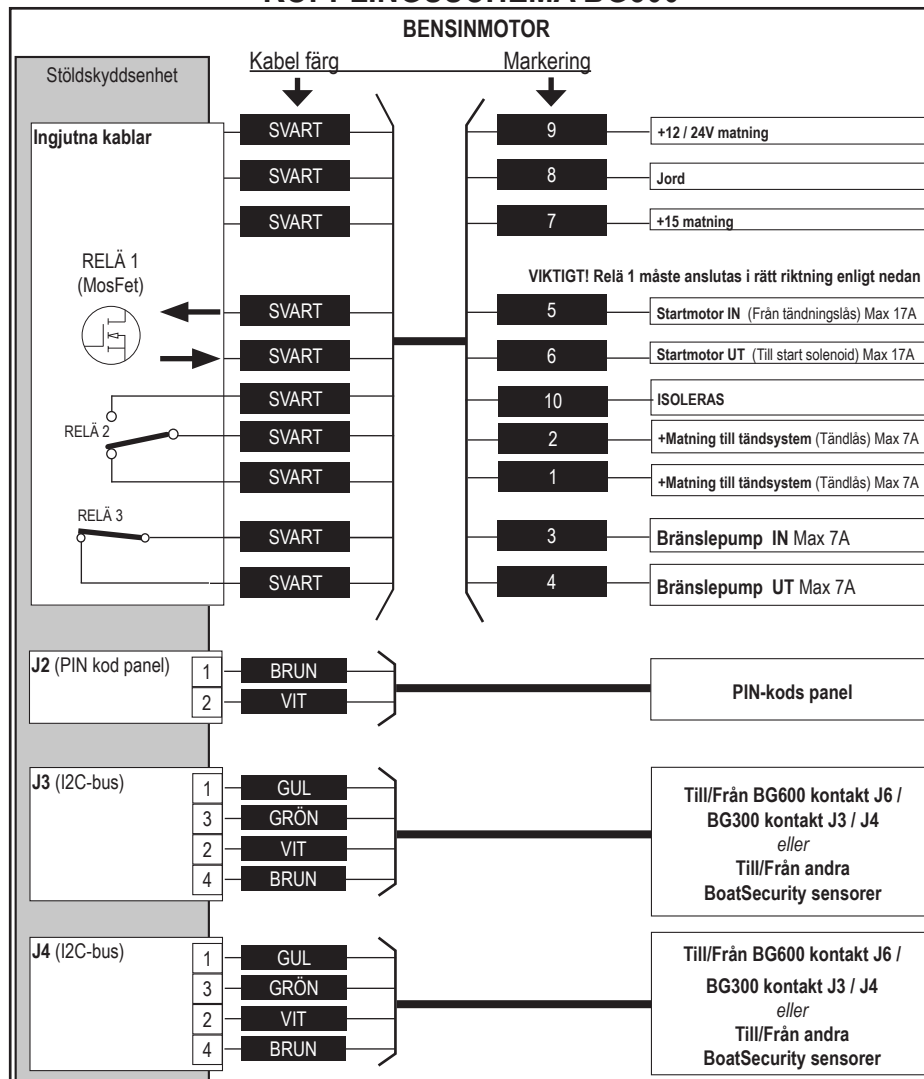 BENSINMOTOR
Stöldskyddsenhet
Kabel färg
Markering
Ingjutna kablar
SVART
9
+12 / 24V matning
SVART
8
Jord
SVART
7
+15 matning
RELÄ 1
(MosFet)
VIKTIGT! Relä 1 måste anslutas i rätt riktning enligt nedan
SVART
5
Startmotor IN (Från tändningslås) Max 17A
SVART
6
Startmotor UT (Till start solenoid) Max 17A
SVART
10
ISOLERAS
RELÄ 2
SVART
2
+Matning till tändsystem (Tändlås) Max 7A
SVART
1
+Matning till tändsystem (Tändlås) Max 7A
RELÄ 3
SVART
3
Bränslepump IN Max 7A
SVART
4
Bränslepump UT Max 7A
J2 (PIN kod panel)
1
BRUN
2
VIT
PIN-kods panel
J3 (I2C-bus)
1
GUL
3
GRÖN
2
VIT
4
BRUN
Till/Från BG600 kontakt J6 /
BG300 kontakt J3 / J4
eller
Till/Från andra
BoatSecurity sensorer
J4 (I2C-bus)
1
GUL
3
GRÖN
2
VIT
4
BRUN
Till/Från BG600 kontakt J6 /
BG300 kontakt J3 / J4
eller
Till/Från andra
BoatSecurity sensorer